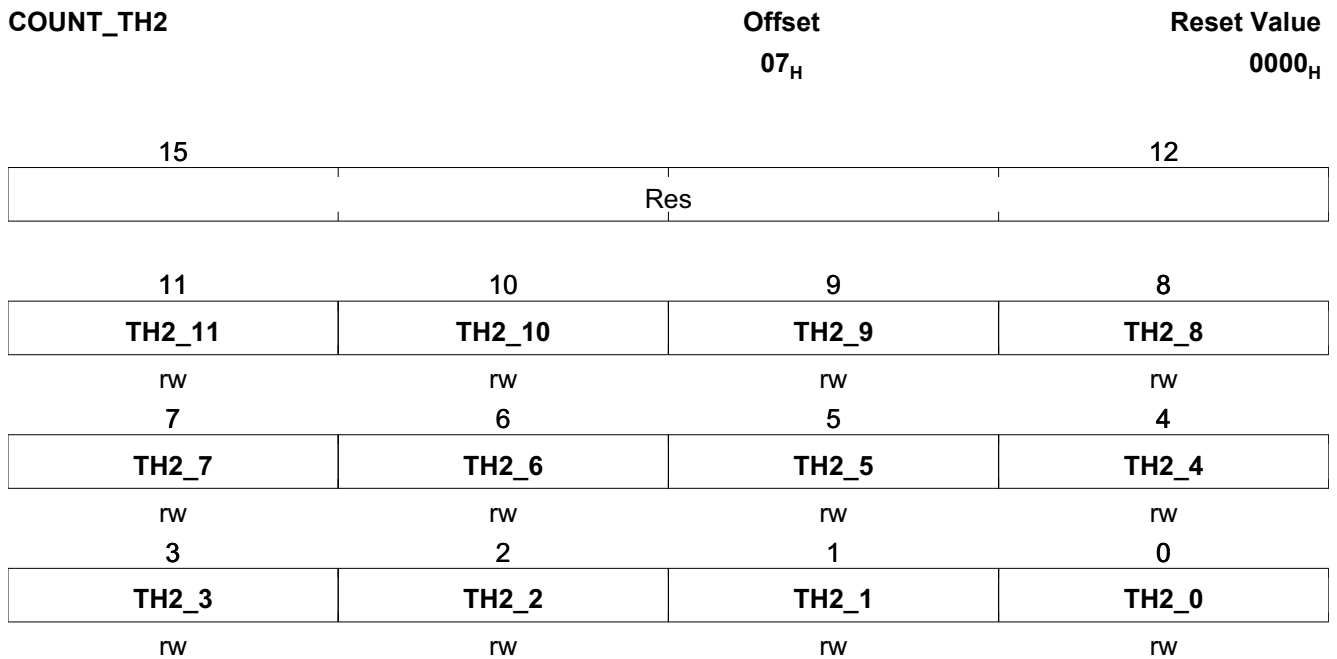 COUNT_TH2 Offset Reset Value
07H 0000H
15 12
Res
11 10 9 8
TH2_11 TH2_10 TH2_9 TH2_8
rw rw rw rw
7 6 5 4
TH2_7 TH2_6 TH2_5 TH2_4
rw rw rw rw
3 2 1 0
TH2_3 TH2_2 TH2_1 TH2_0
rw rw rw rw